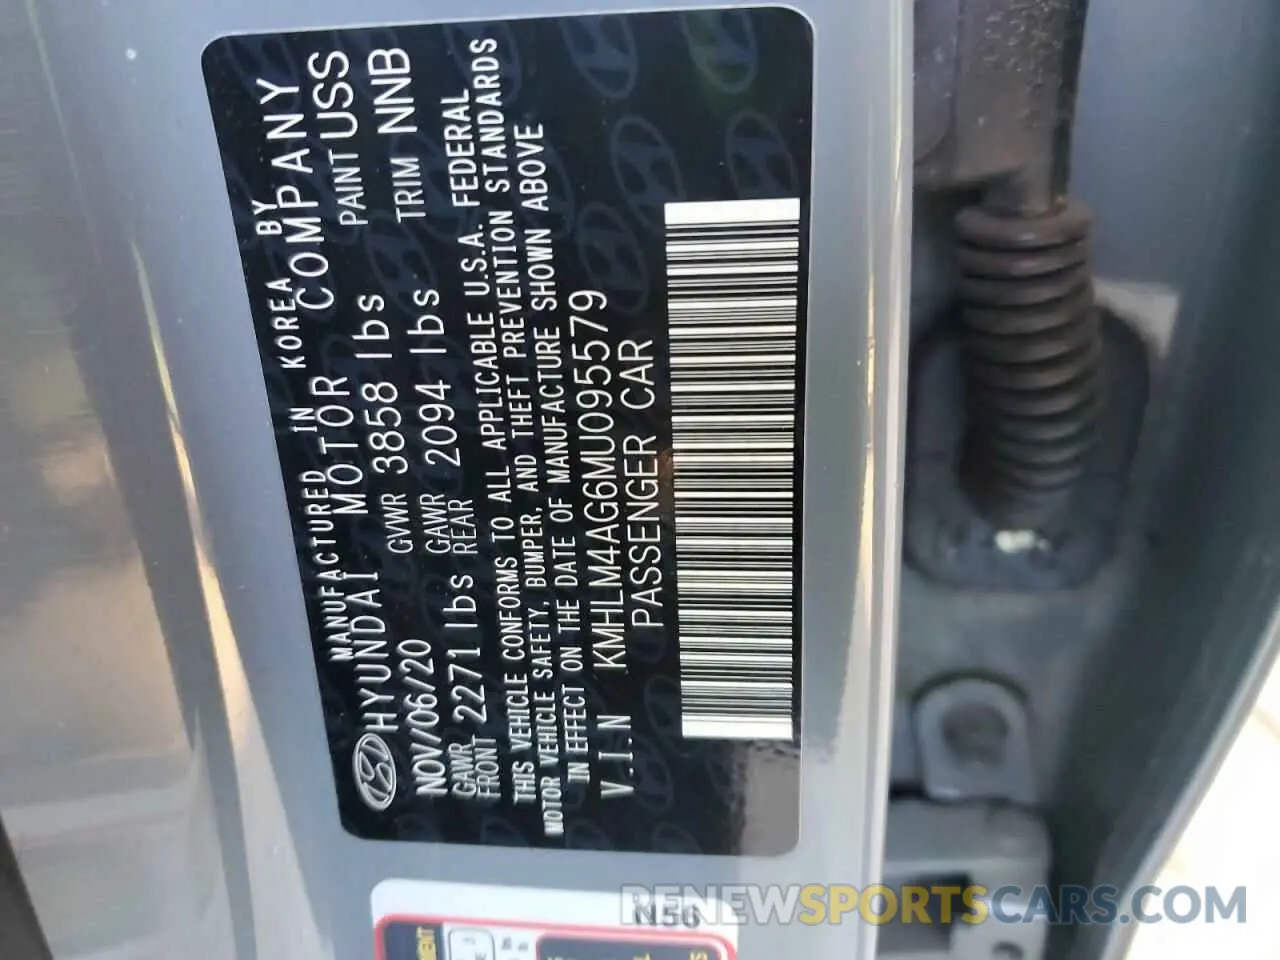 MANUFACTURED IN KOREA BY
HYUNDAI MOTOR COMPANY
NOV/06/20 GVWR 3858 lbs PAINT USS
GAWR FRONT 2271 lbs GAWR REAR 2094 lbs TRIM NNB
THIS VEHICLE CONFORMS TO ALL APPLICABLE U.S.A. FEDERAL
MOTOR VEHICLE SAFETY, BUMPER, AND THEFT PREVENTION STANDARDS
IN EFFECT ON THE DATE OF MANUFACTURE SHOWN ABOVE
V.I.N KMHLM4AG6MU095579
PASSENGER CAR
N56
RENEWSPORTSCARS.COM